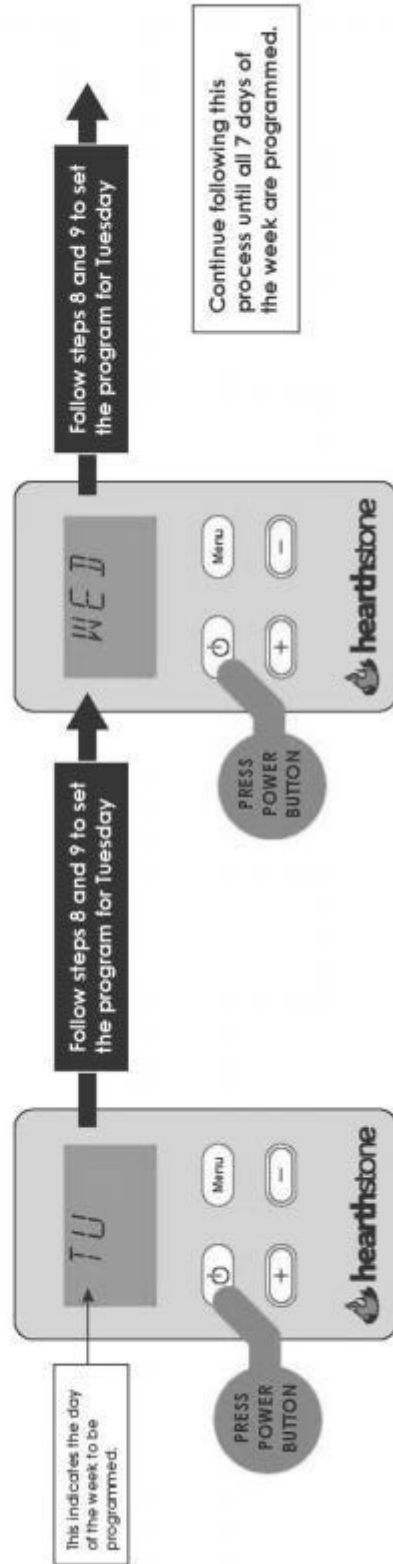 This indicates the day
of the week to be
programmed.
TU
Menu
+
−
hearthstone
PRESS
POWER
BUTTON
Follow steps 8 and 9 to set
the program for Tuesday
WED
Menu
+
−
hearthstone
PRESS
POWER
BUTTON
Follow steps 8 and 9 to set
the program for Tuesday
Continue following this
process until all 7 days of
the week are programmed.